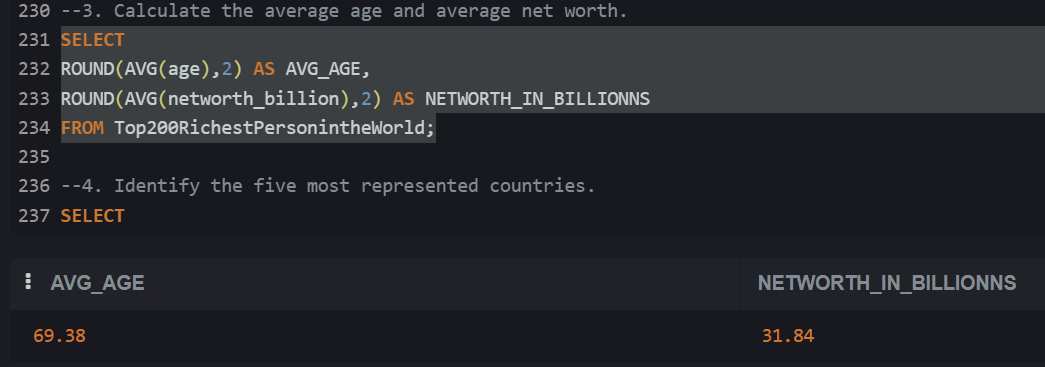 230 --3. Calculate the average age and average net worth.
231 SELECT
232 ROUND(AVG(age),2) AS AVG_AGE,
233 ROUND(AVG(networth_billion),2) AS NETWORTH_IN_BILLIONNS
234 FROM Top200RichestPersonintheWorld;
235
236 --4. Identify the five most represented countries.
237 SELECT
AVG_AGE NETWORTH_IN_BILLIONNS
69.38 31.84